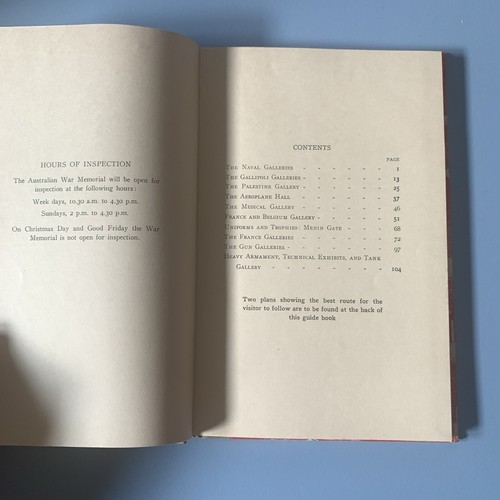 HOURS OF INSPECTION
The Australian War Memorial will be open for
inspection at the following hours:
Week days, 10.30 a.m. to 4.30 p.m.
Sundays, 2 p.m. to 4.30 p.m.
On Christmas Day and Good Friday the War
Memorial is not open for inspection.
CONTENTS
PAGE
The Naval Galleries - - - - - - 1
The Gallipoli Galleries - - - - - - 13
The Palestine Gallery - - - - - - 25
The Aeroplane Hall - - - - - - 37
The Medical Gallery - - - - - - 46
France and Belgium Gallery - - - - - 51
Uniforms and Trophies: Menin Gate - - - 68
The France Galleries - - - - - - 72
The Gun Galleries - - - - - - - 97
Heavy Armament, Technical Exhibits, and Tank
Gallery - - - - - - - 104
Two plans showing the best route for the
visitor to follow are to be found at the back of
this guide book